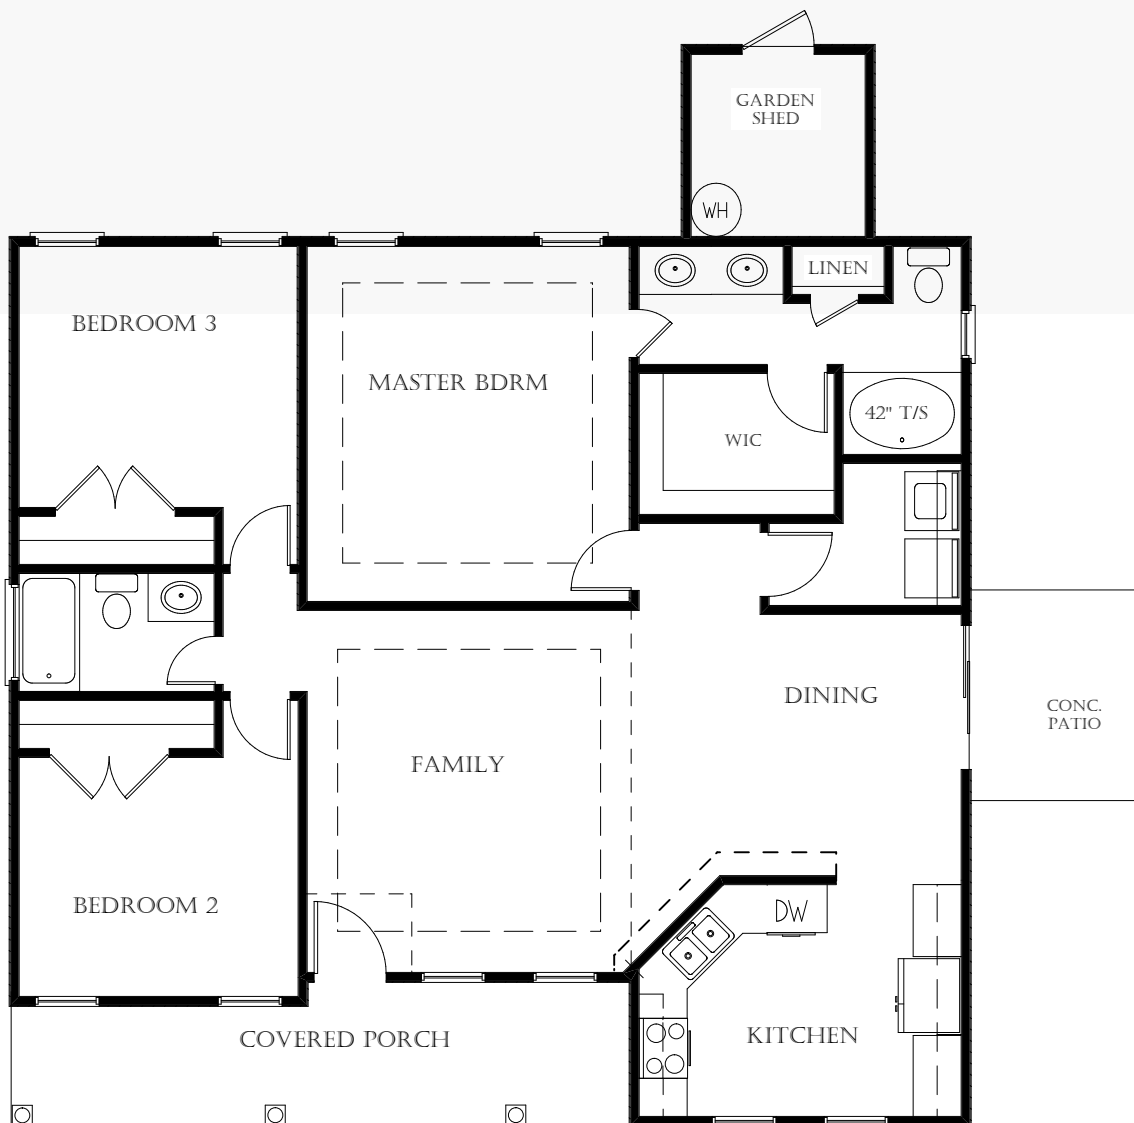 GARDEN
SHED
WH
LINEN
BEDROOM 3
MASTER BDRM
42" T/S
WIC
DINING
CONC.
PATIO
FAMILY
BEDROOM 2
DW
COVERED PORCH
KITCHEN